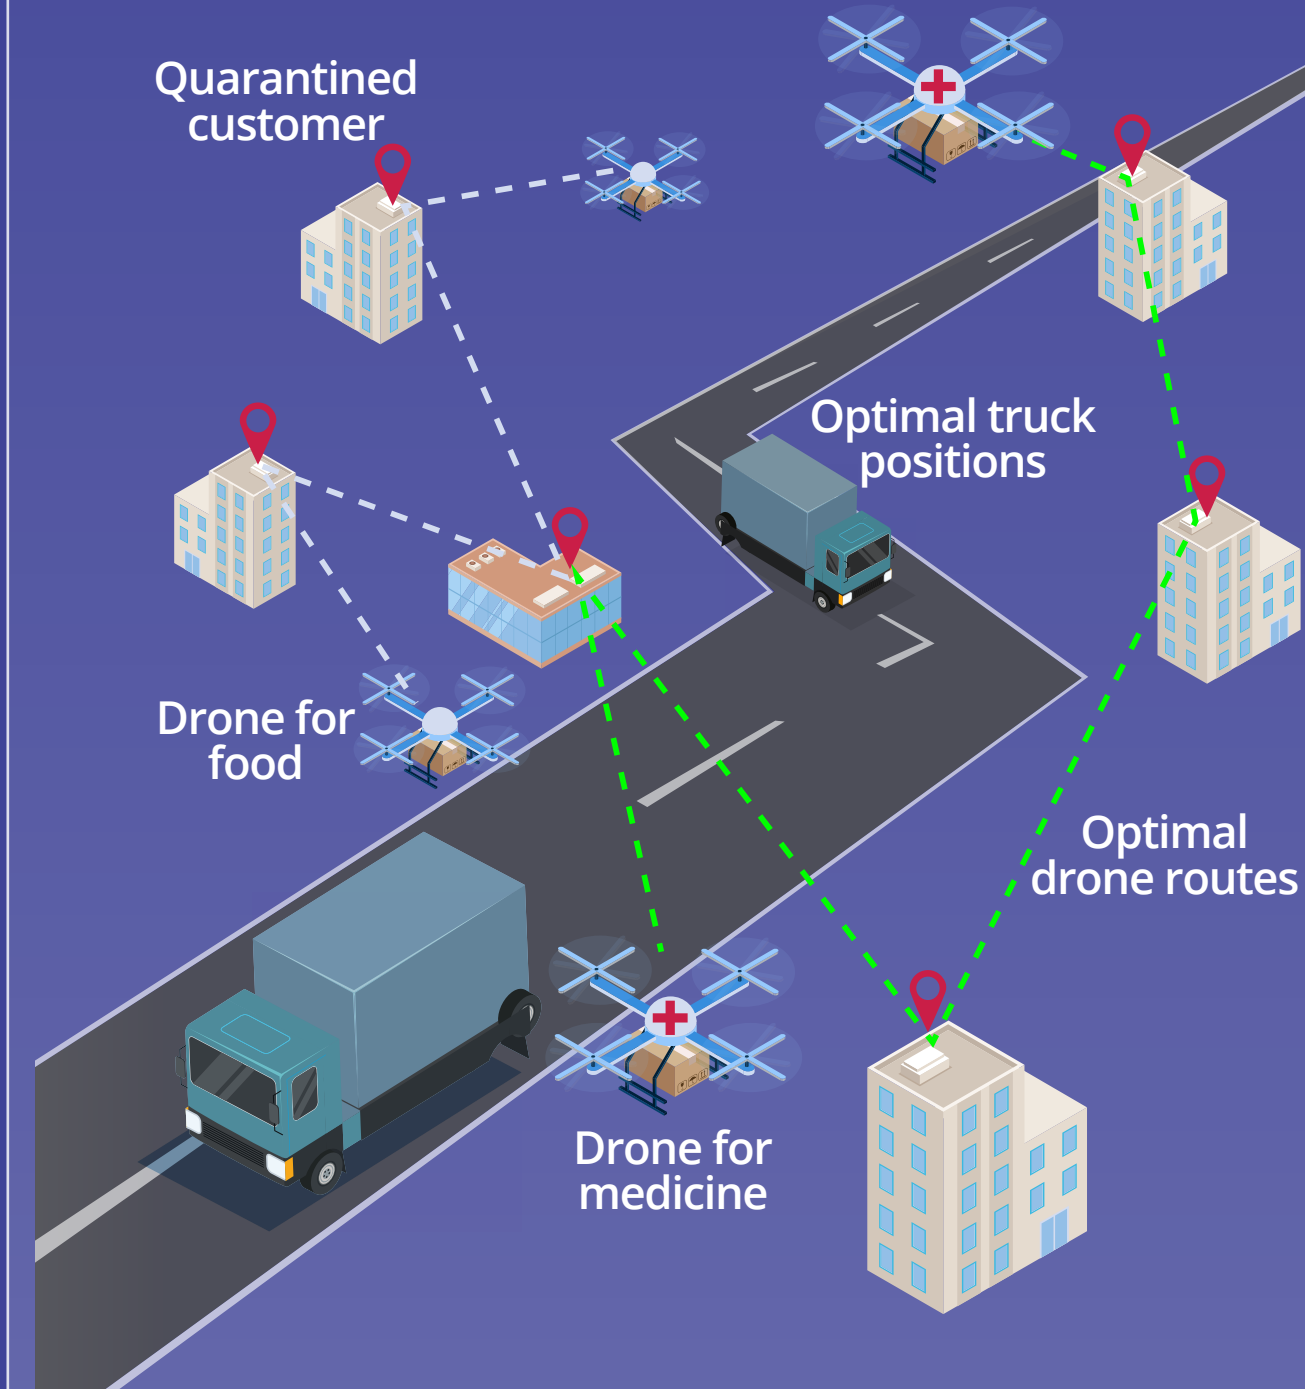 Quarantined
customer
Optimal truck
positions
Drone for
food
Optimal
drone routes
Drone for
medicine